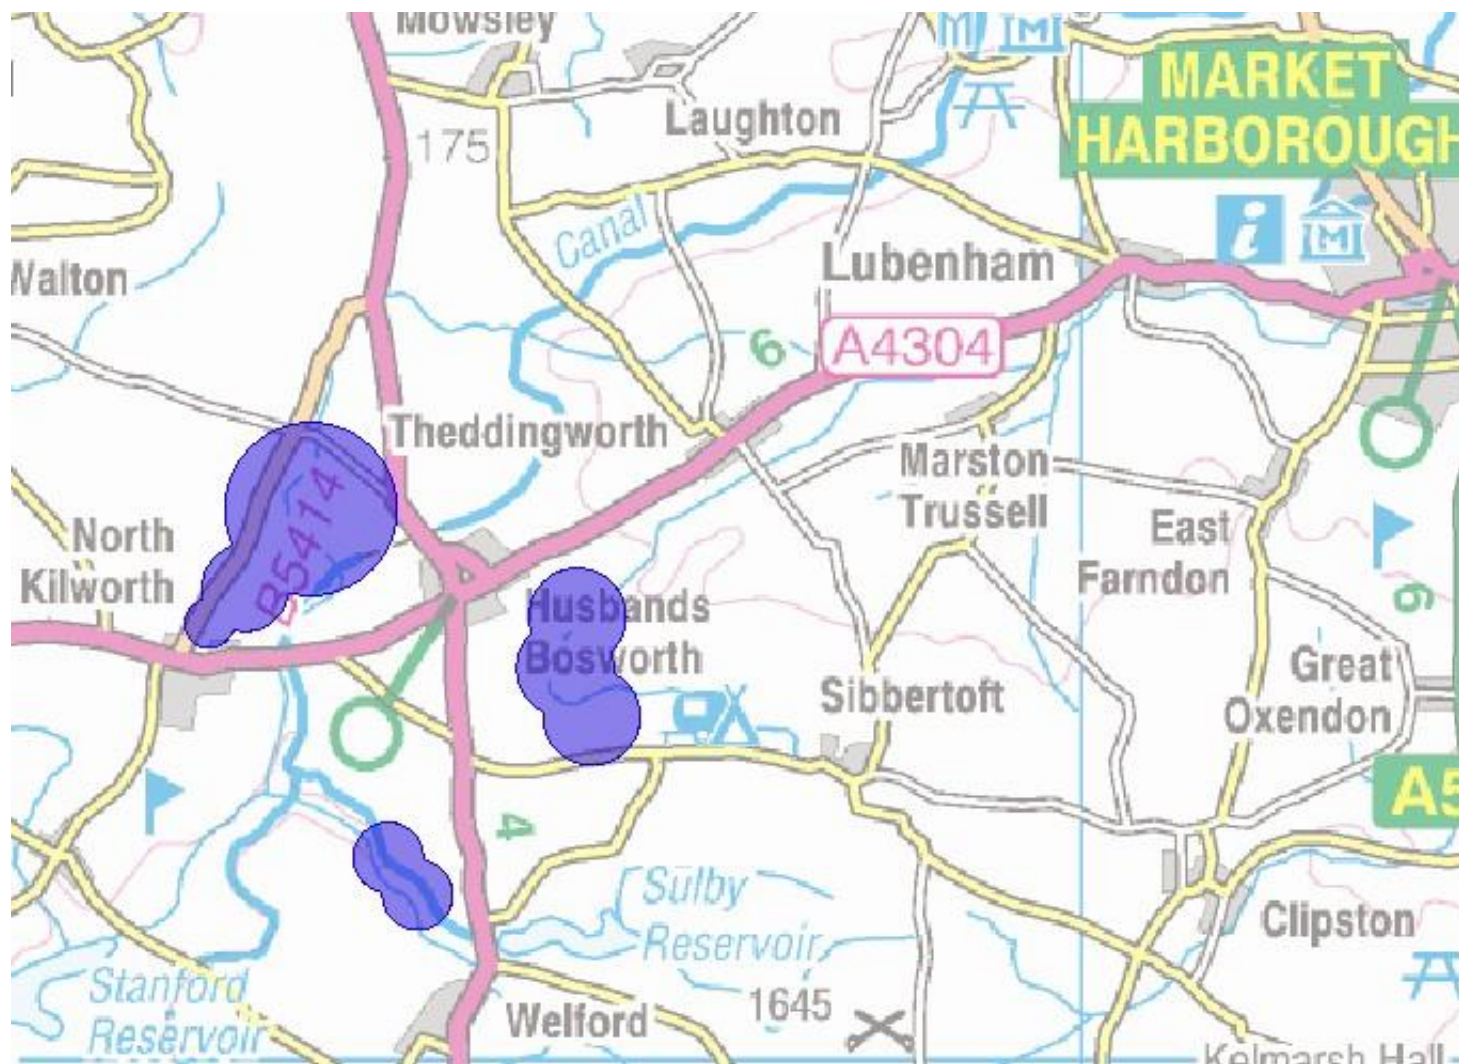 Mowsley
MARKET
HARBOROUGH
Laughton
175
Canal
Lubenham
Walton
A4304
6
Theddingworth
Marston
Trussell
B5414
North
Kilworth
East
Farndon
6
Husbands
Bosworth
Great
Oxendon
Sibbertoft
A5
4
Sulby
Reservoir
Clipston
Stanford
Reservoir
Welford
1645
Kelmarsh Hall